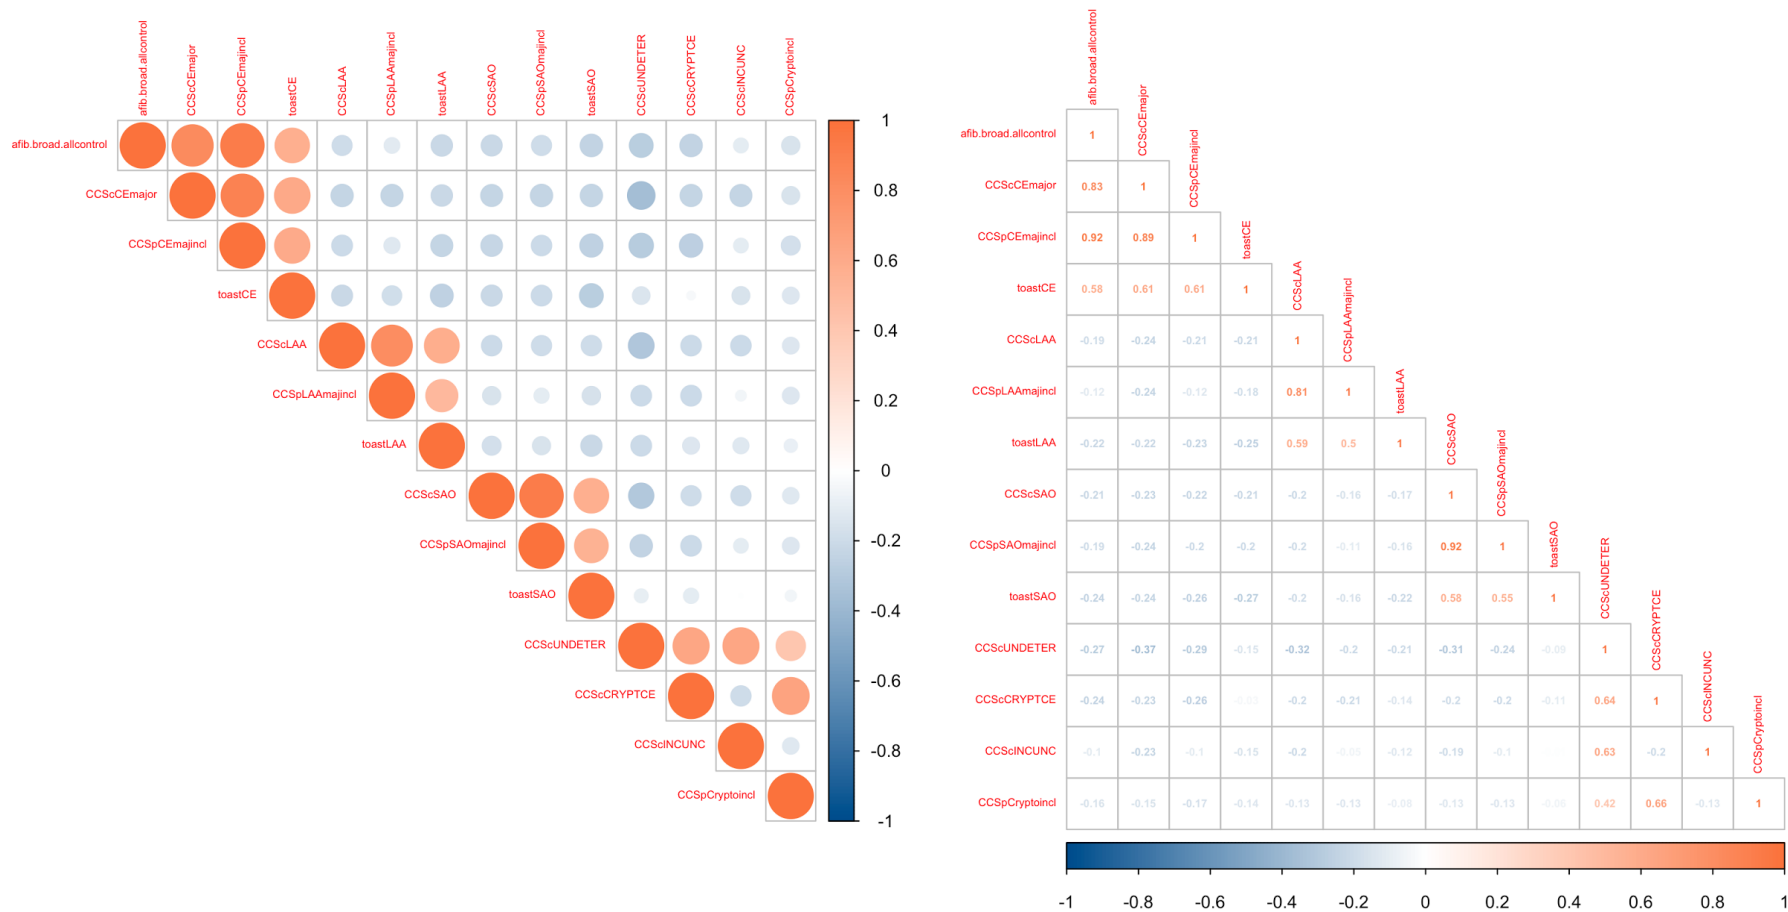 afib.broad.allcontrol
CCScCEmajor
CCSpCEmajincl
toastCE
CCScLAA
CCSpLAAmajincl
toastLAA
CCScSAO
CCSpSAOmajincl
toastSAO
CCScUNDETER
CCScCRYPTCE
CCScINCUNC
CCSpCryptoincl
afib.broad.allcontrol
CCScCEmajor
CCSpCEmajincl
toastCE
CCScLAA
CCSpLAAmajincl
toastLAA
CCScSAO
CCSpSAOmajincl
toastSAO
CCScUNDETER
CCScCRYPTCE
CCScINCUNC
CCSpCryptoincl
1
0.8
0.6
0.4
0.2
0
-0.2
-0.4
-0.6
-0.8
-1
afib.broad.allcontrol
CCScCEmajor
CCSpCEmajincl
toastCE
CCScLAA
CCSpLAAmajincl
toastLAA
CCScSAO
CCSpSAOmajincl
toastSAO
CCScUNDETER
CCScCRYPTCE
CCScINCUNC
CCSpCryptoincl
afib.broad.allcontrol 1
CCScCEmajor 0.83 1
CCSpCEmajincl 0.92 0.89 1
toastCE 0.58 0.61 0.61 1
CCScLAA -0.19 -0.24 -0.21 -0.21 1
CCSpLAAmajincl -0.12 -0.24 -0.12 -0.18 0.81 1
toastLAA -0.22 -0.22 -0.23 -0.25 0.59 0.5 1
CCScSAO -0.21 -0.23 -0.22 -0.21 -0.2 -0.16 -0.17 1
CCSpSAOmajincl -0.19 -0.24 -0.2 -0.2 -0.2 -0.11 -0.16 0.92 1
toastSAO -0.24 -0.24 -0.26 -0.27 -0.2 -0.16 -0.22 0.58 0.55 1
CCScUNDETER -0.27 -0.37 -0.29 -0.15 -0.32 -0.2 -0.21 -0.31 -0.24 -0.09 1
CCScCRYPTCE -0.24 -0.23 -0.26 -0.2 -0.21 -0.14 -0.2 -0.2 -0.11 0.64 1
CCScINCUNC -0.1 -0.23 -0.1 -0.15 -0.2 -0.05 -0.12 -0.19 -0.1 0.63 -0.2 1
CCSpCryptoincl -0.16 -0.15 -0.17 -0.14 -0.13 -0.13 -0.08 -0.13 -0.13 -0.06 0.42 0.66 -0.13 1
-1 -0.8 -0.6 -0.4 -0.2 0 0.2 0.4 0.6 0.8 1